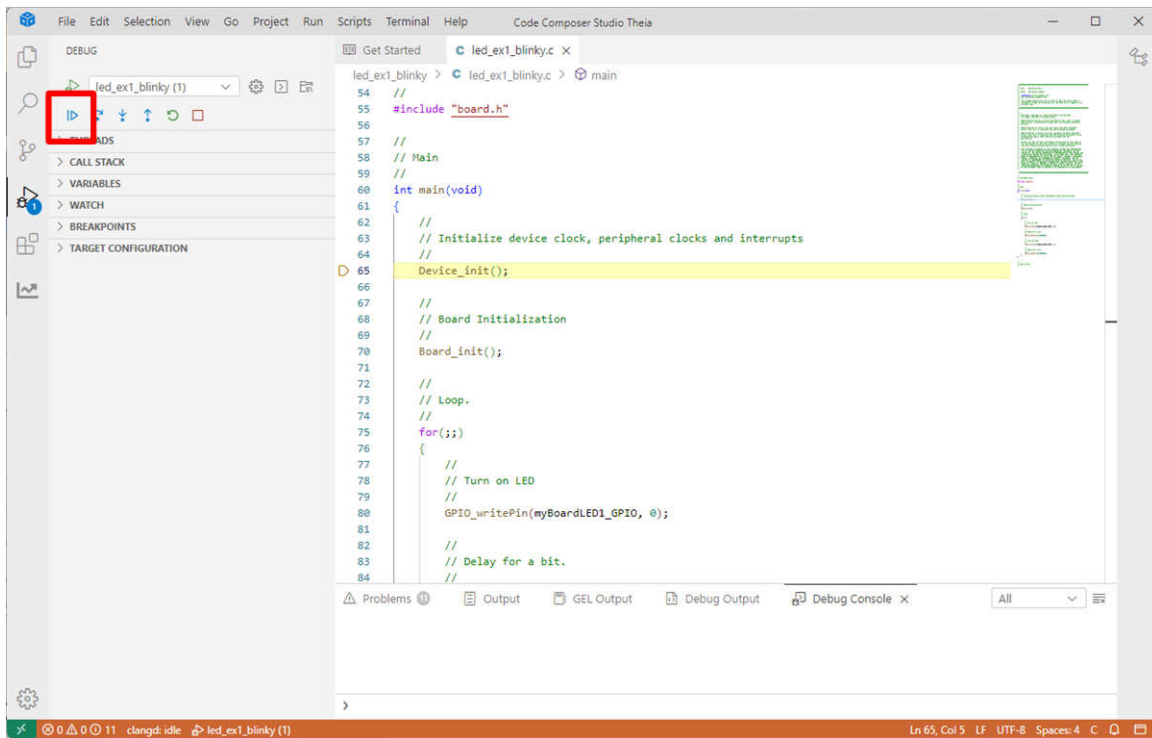 File Edit Selection View Go Project Run Scripts Terminal Help Code Composer Studio Theia
DEBUG
led_ex1_blinky (1)
THREADS
CALL STACK
VARIABLES
WATCH
BREAKPOINTS
TARGET CONFIGURATION
1
Get Started C led_ex1_blinky.c
led_ex1_blinky > C led_ex1_blinky.c > main
54 //
55 #include "board.h"
56
57 //
58 // Main
59 //
60 int main(void)
61 {
62 //
63 // Initialize device clock, peripheral clocks and interrupts
64 //
65 Device_init();
66
67 //
68 // Board Initialization
69 //
70 Board_init();
71
72 //
73 // Loop.
74 //
75 for(;;)
76 {
77 //
78 // Turn on LED
79 //
80 GPIO_writePin(myBoardLED1_GPIO, 0);
81
82 //
83 // Delay for a bit.
84 //
Problems 11 Output GEL Output Debug Output Debug Console All
>
0 0 11 clangd: idle led_ex1_blinky (1) Ln 65, Col 5 LF UTF-8 Spaces: 4 C